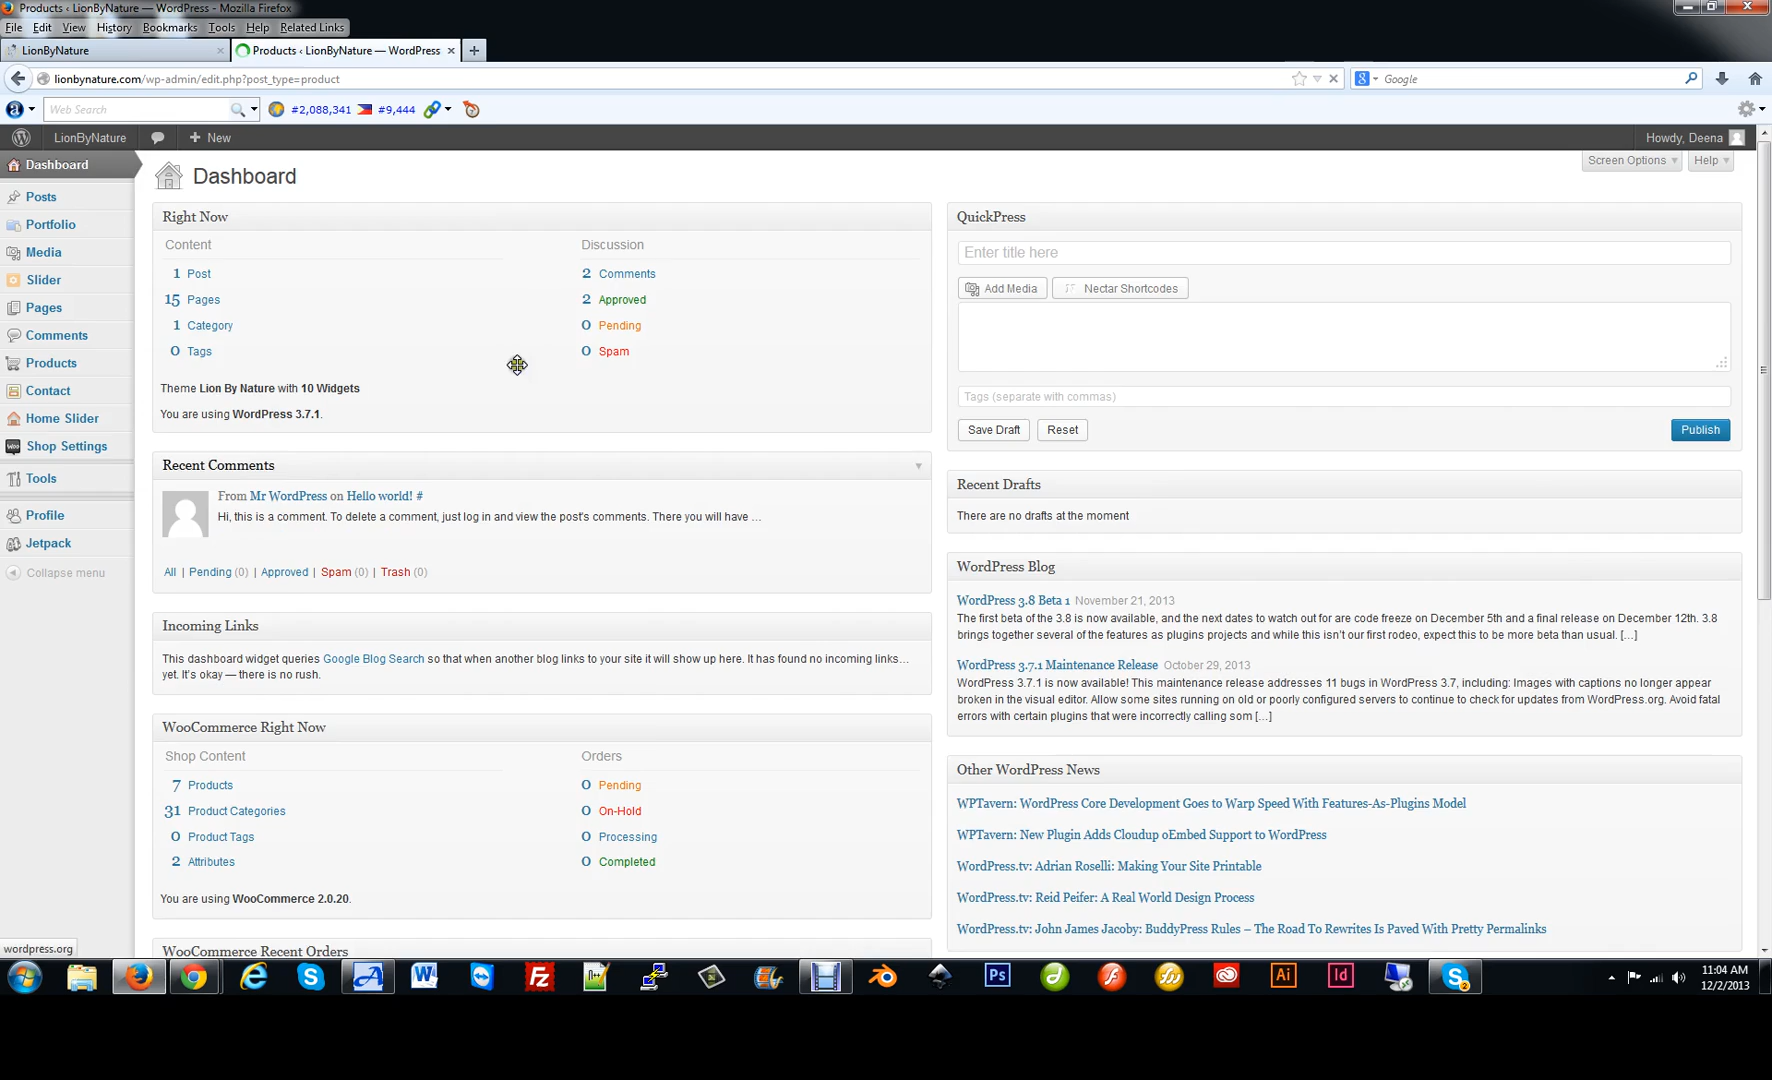 Products ‹ LionByNature — WordPress - Mozilla Firefox
File Edit View History Bookmarks Tools Help Related Links
LionByNature
Products ‹ LionByNature — WordPress
lionbynature.com/wp-admin/edit.php?post_type=product
Google
Web Search
#2,088,341
#9,444
LionByNature
New
Howdy, Deena
Screen Options
Help
Dashboard
Posts
Portfolio
Media
Slider
Pages
Comments
Products
Contact
Home Slider
Shop Settings
Tools
Profile
Jetpack
Collapse menu
Dashboard
Right Now
Content
Discussion
1 Post
2 Comments
15 Pages
2 Approved
1 Category
0 Pending
0 Tags
0 Spam
Theme Lion By Nature with 10 Widgets
You are using WordPress 3.7.1.
Recent Comments
From Mr WordPress on Hello world! #
Hi, this is a comment. To delete a comment, just log in and view the post's comments. There you will have …
All | Pending (0) | Approved | Spam (0) | Trash (0)
Incoming Links
This dashboard widget queries Google Blog Search so that when another blog links to your site it will show up here. It has found no incoming links…
yet. It's okay — there is no rush.
WooCommerce Right Now
Shop Content
Orders
7 Products
0 Pending
31 Product Categories
0 On-Hold
0 Product Tags
0 Processing
2 Attributes
0 Completed
You are using WooCommerce 2.0.20.
WooCommerce Recent Orders
QuickPress
Enter title here
Add Media
Nectar Shortcodes
Tags (separate with commas)
Save Draft
Reset
Publish
Recent Drafts
There are no drafts at the moment
WordPress Blog
WordPress 3.8 Beta 1 November 21, 2013
The first beta of the 3.8 is now available, and the next dates to watch out for are code freeze on December 5th and a final release on December 12th. 3.8
brings together several of the features as plugins projects and while this isn't our first rodeo, expect this to be more beta than usual. […]
WordPress 3.7.1 Maintenance Release October 29, 2013
WordPress 3.7.1 is now available! This maintenance release addresses 11 bugs in WordPress 3.7, including: Images with captions no longer appear
broken in the visual editor. Allow some sites running on old or poorly configured servers to continue to check for updates from WordPress.org. Avoid fatal
errors with certain plugins that were incorrectly calling som […]
Other WordPress News
WPTavern: WordPress Core Development Goes to Warp Speed With Features-As-Plugins Model
WPTavern: New Plugin Adds Cloudup oEmbed Support to WordPress
WordPress.tv: Adrian Roselli: Making Your Site Printable
WordPress.tv: Reid Peifer: A Real World Design Process
WordPress.tv: John James Jacoby: BuddyPress Rules – The Road To Rewrites Is Paved With Pretty Permalinks
wordpress.org
11:04 AM
12/2/2013